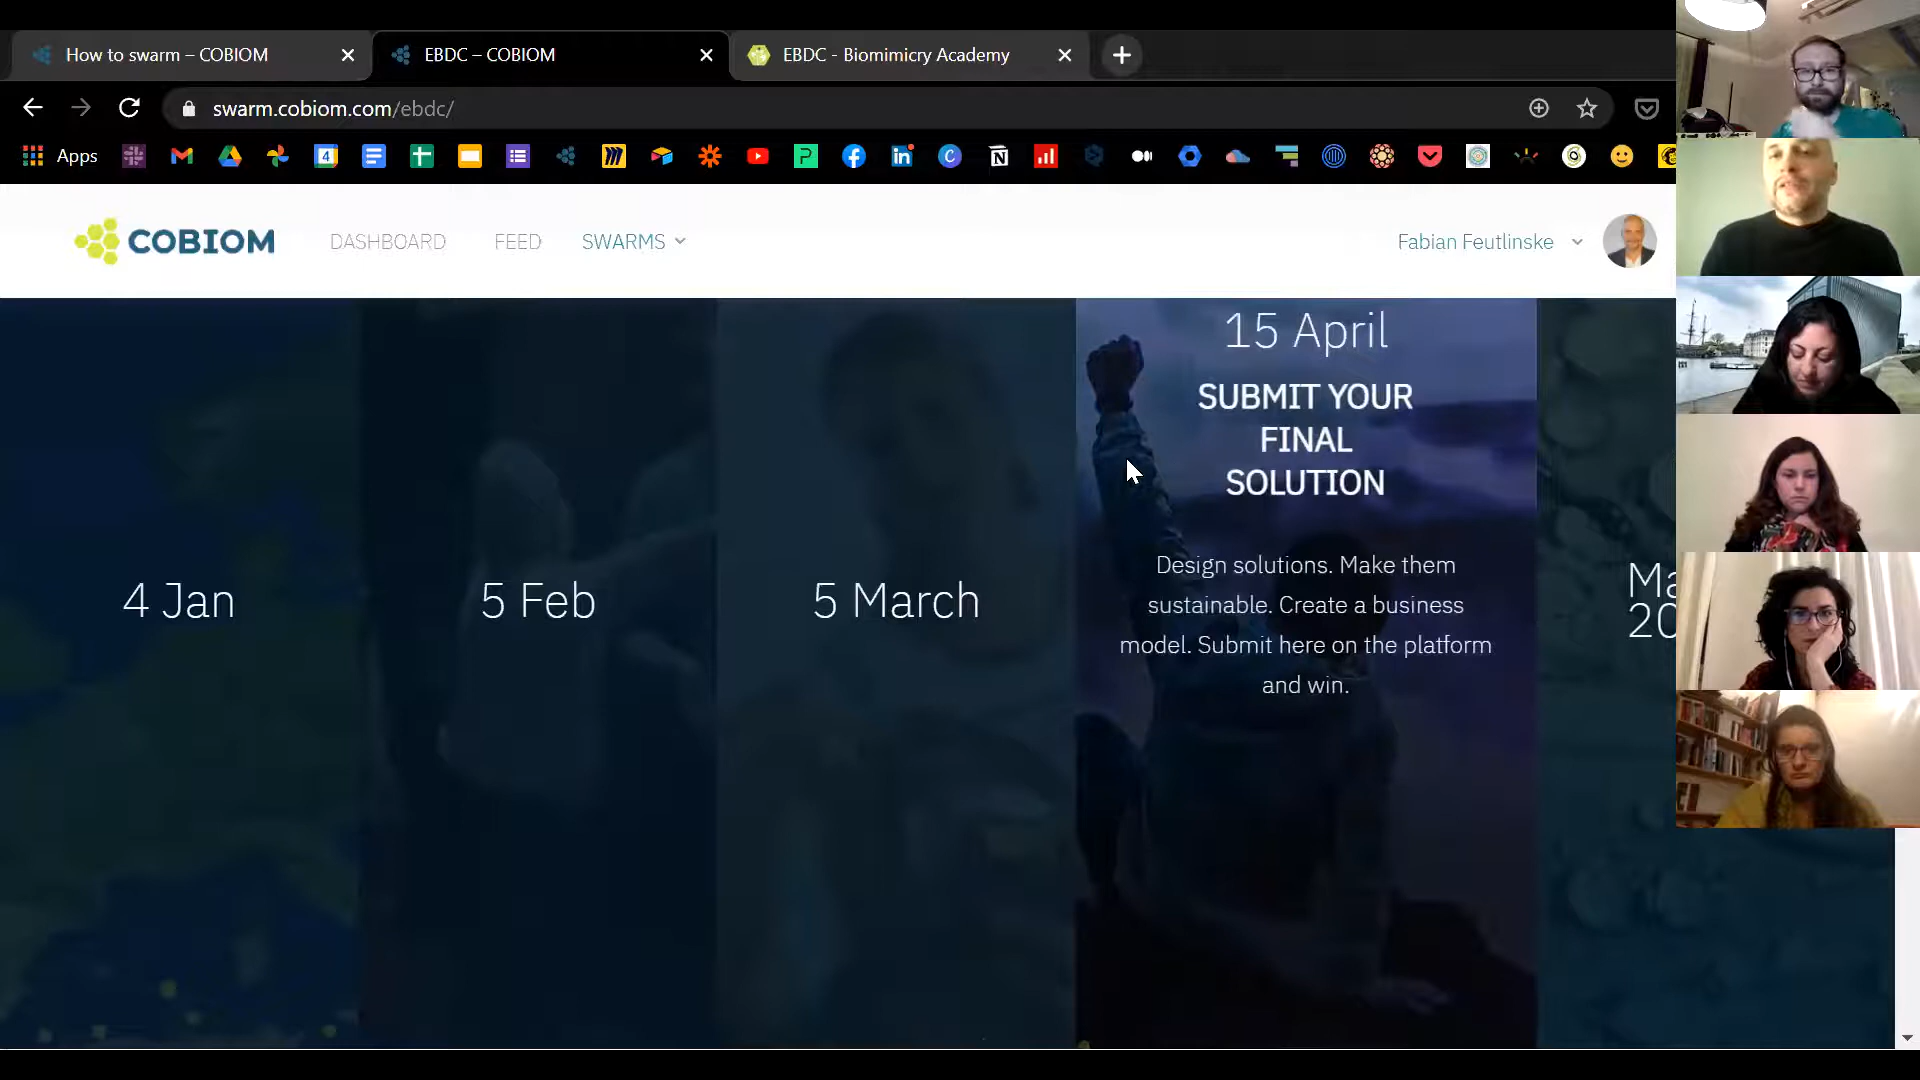 How to swarm – COBIOM
EBDC – COBIOM
EBDC - Biomimicry Academy
swarm.cobiom.com/ebdc/
Apps
COBIOM
DASHBOARD
FEED
SWARMS
Fabian Feutlinske
15 April
SUBMIT YOUR
FINAL
SOLUTION
Design solutions. Make them
sustainable. Create a business
model. Submit here on the platform
and win.
4 Jan
5 Feb
5 March
Ma
20